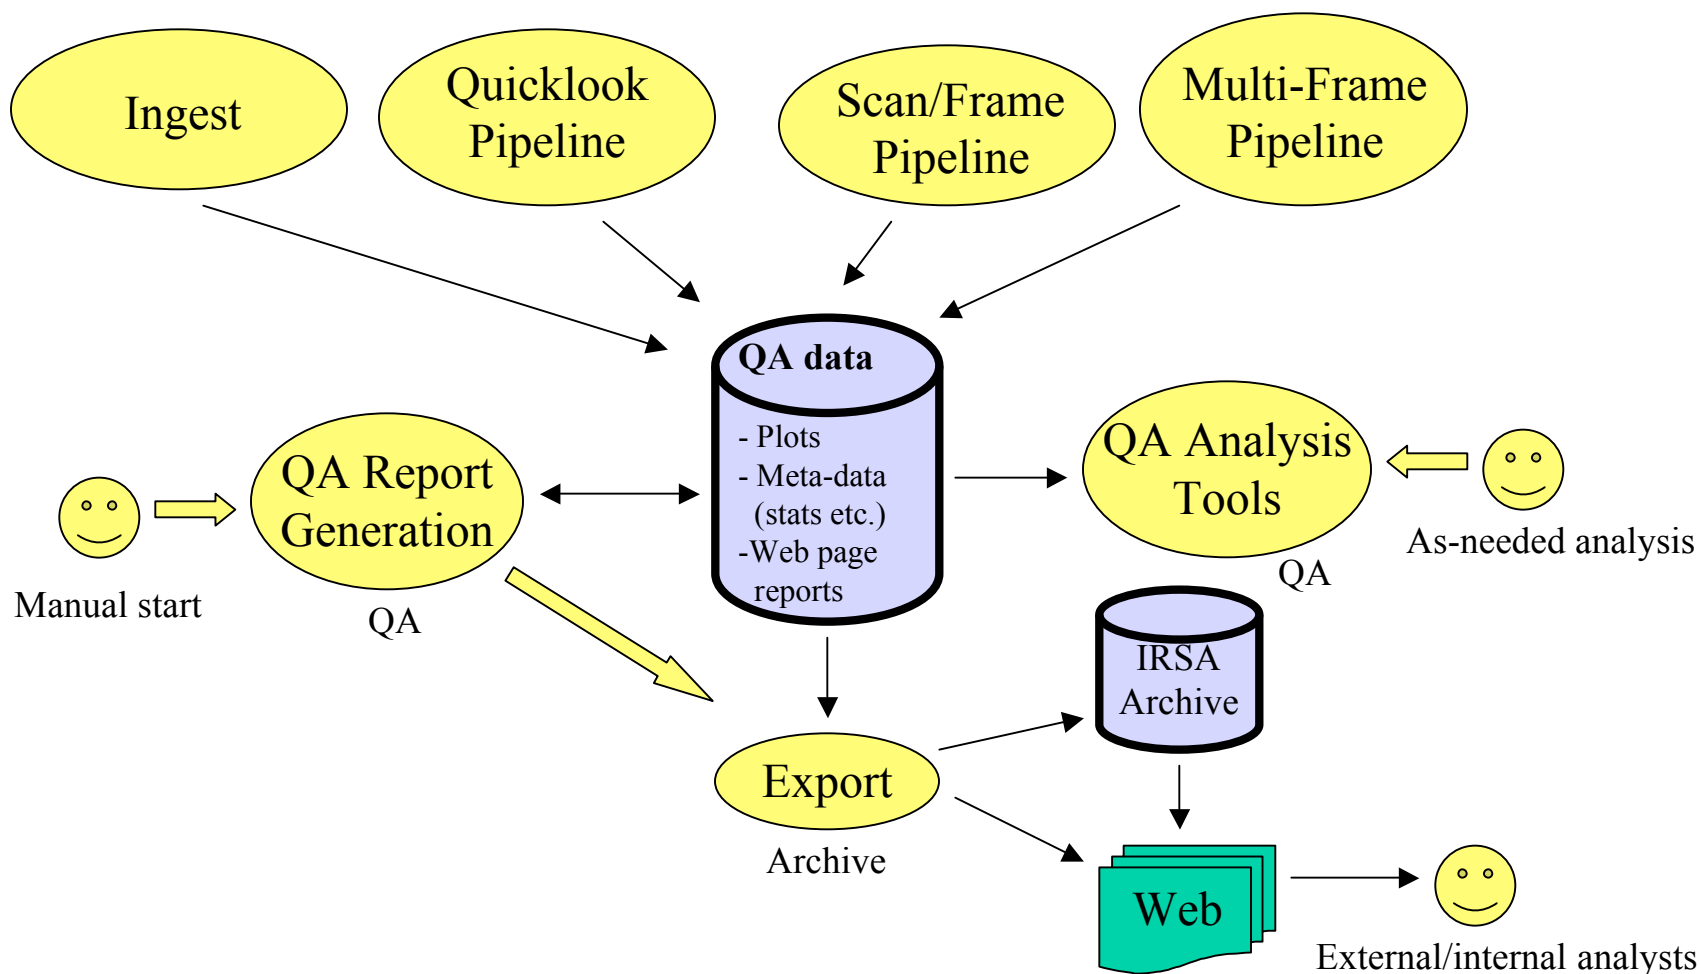 Ingest
Quicklook
Pipeline
Scan/Frame
Pipeline
Multi-Frame
Pipeline
QA data
- Plots
- Meta-data
(stats etc.)
-Web page
reports
QA Report
Generation
QA
Manual start
QA Analysis
Tools
QA
As-needed analysis
IRSA
Archive
Export
Archive
Web
External/internal analysts